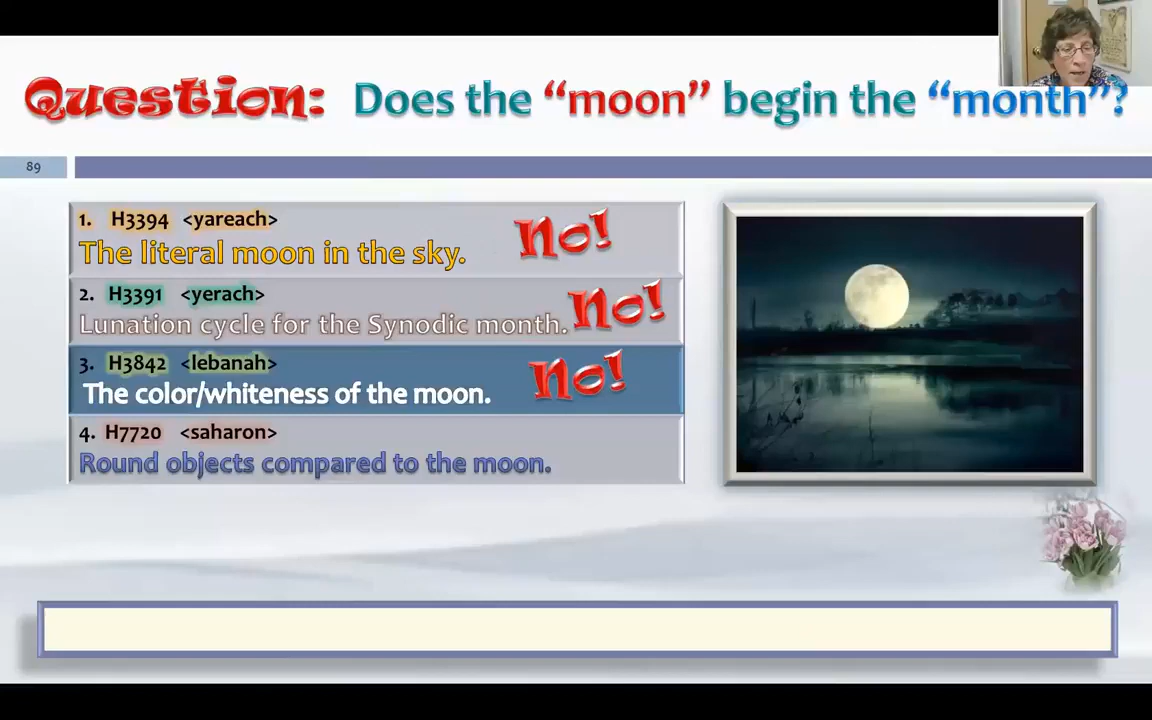 Question: Does the “moon” begin the “month”?
89
1. H3394 <yareach>
The literal moon in the sky. No!
2. H3391 <yerach>
Lunation cycle for the Synodic month. No!
3. H3842 <lebanah>
The color/whiteness of the moon. No!
4. H7720 <saharon>
Round objects compared to the moon.